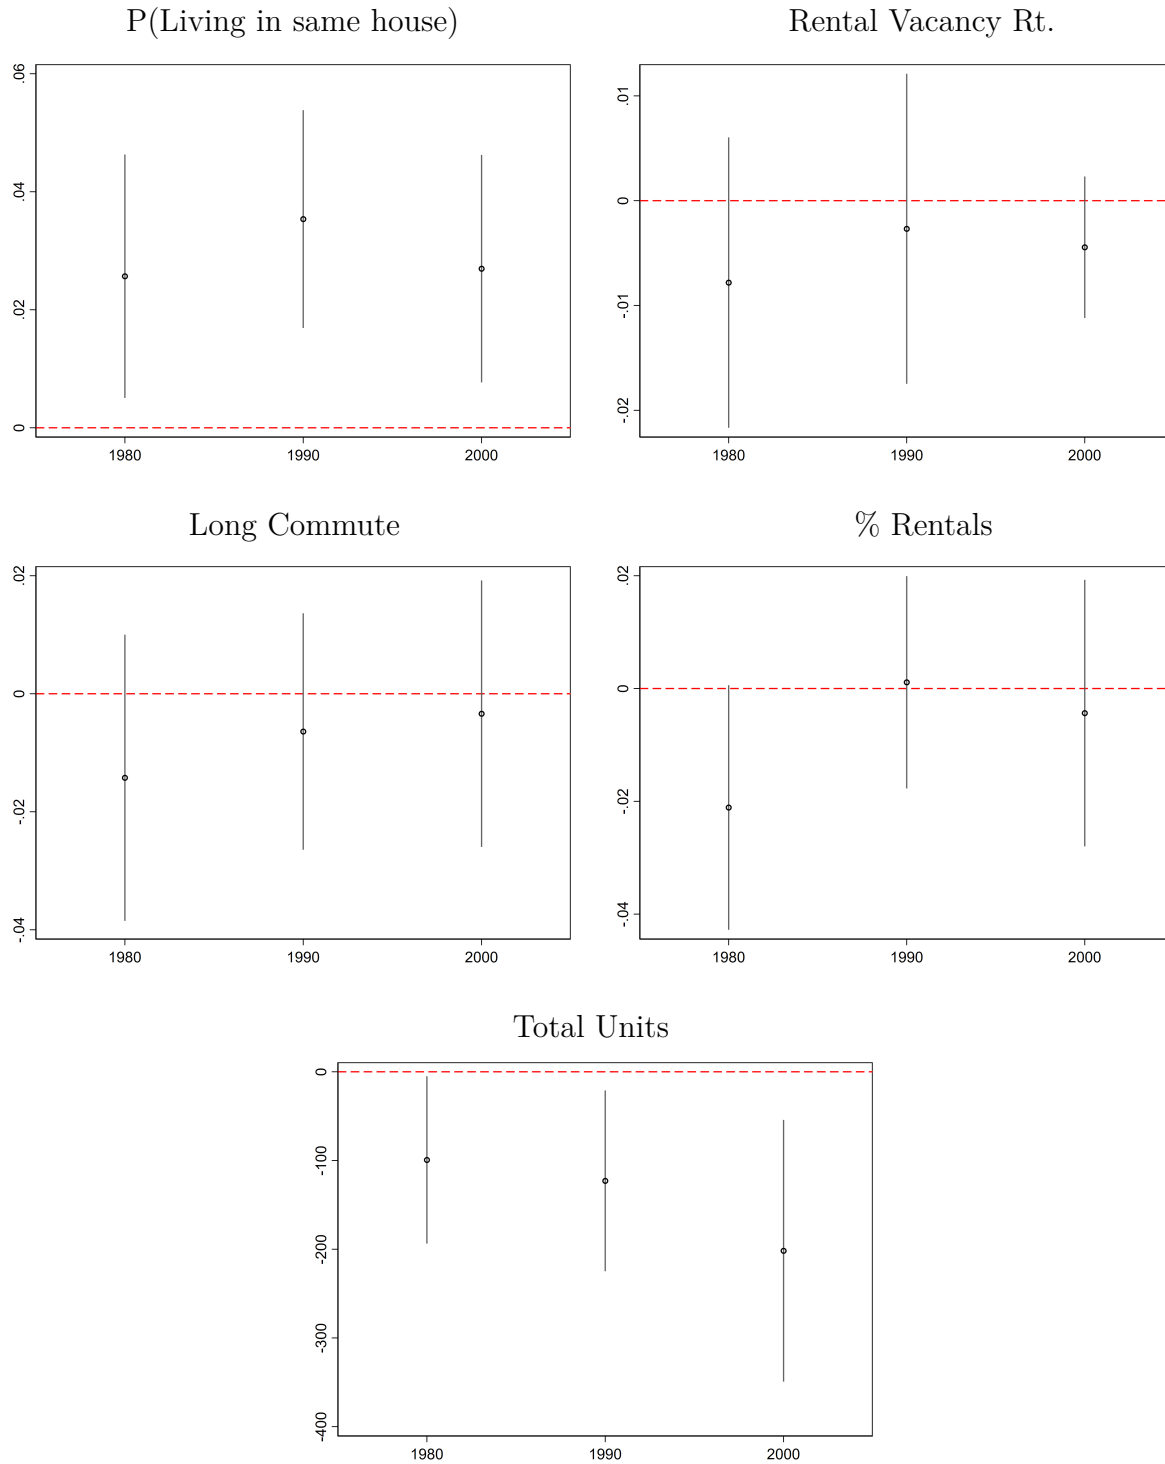 P(Living in same house)
.06
.04
.02
0
1980 1990 2000
Rental Vacancy Rt.
.01
0
-.01
-.02
1980 1990 2000
Long Commute
.02
0
-.02
-.04
1980 1990 2000
% Rentals
.02
0
-.02
-.04
1980 1990 2000
Total Units
0
-100
-200
-300
-400
1980 1990 2000